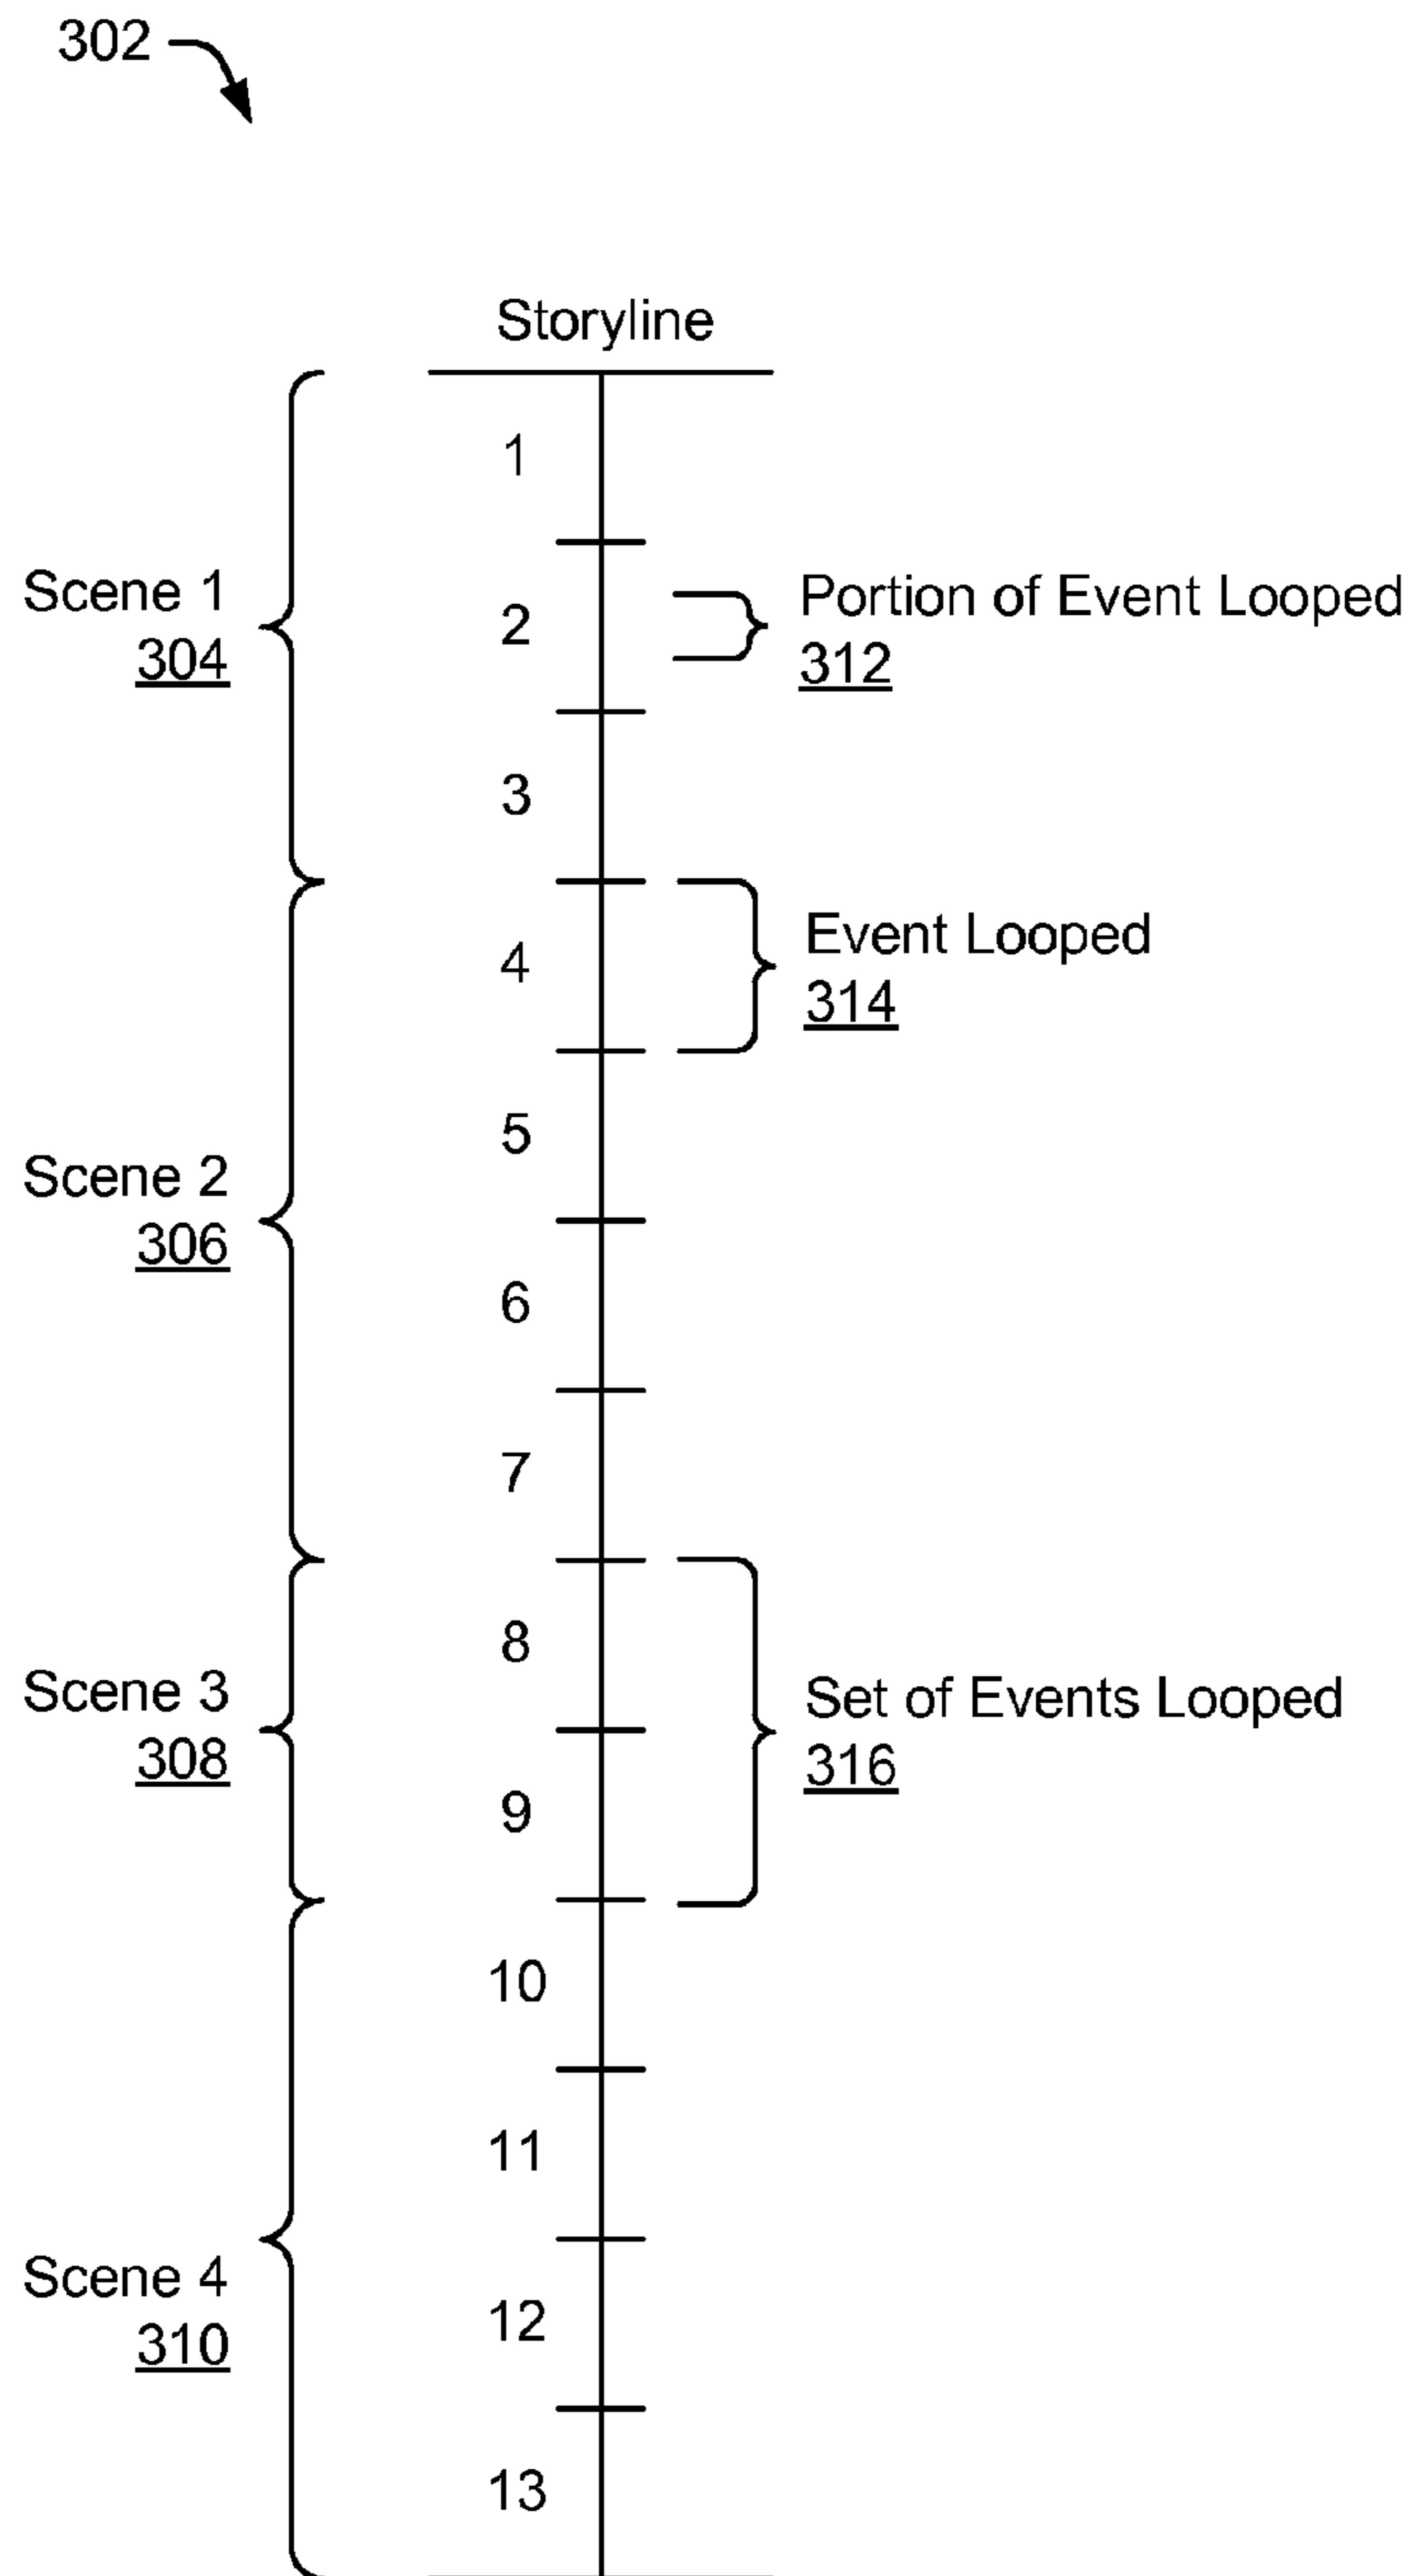 302
Storyline
1
Scene 1
304
2
Portion of Event Looped
312
3
4
Event Looped
314
5
Scene 2
306
6
7
8
Scene 3
308
Set of Events Looped
316
9
10
11
Scene 4
310
12
13